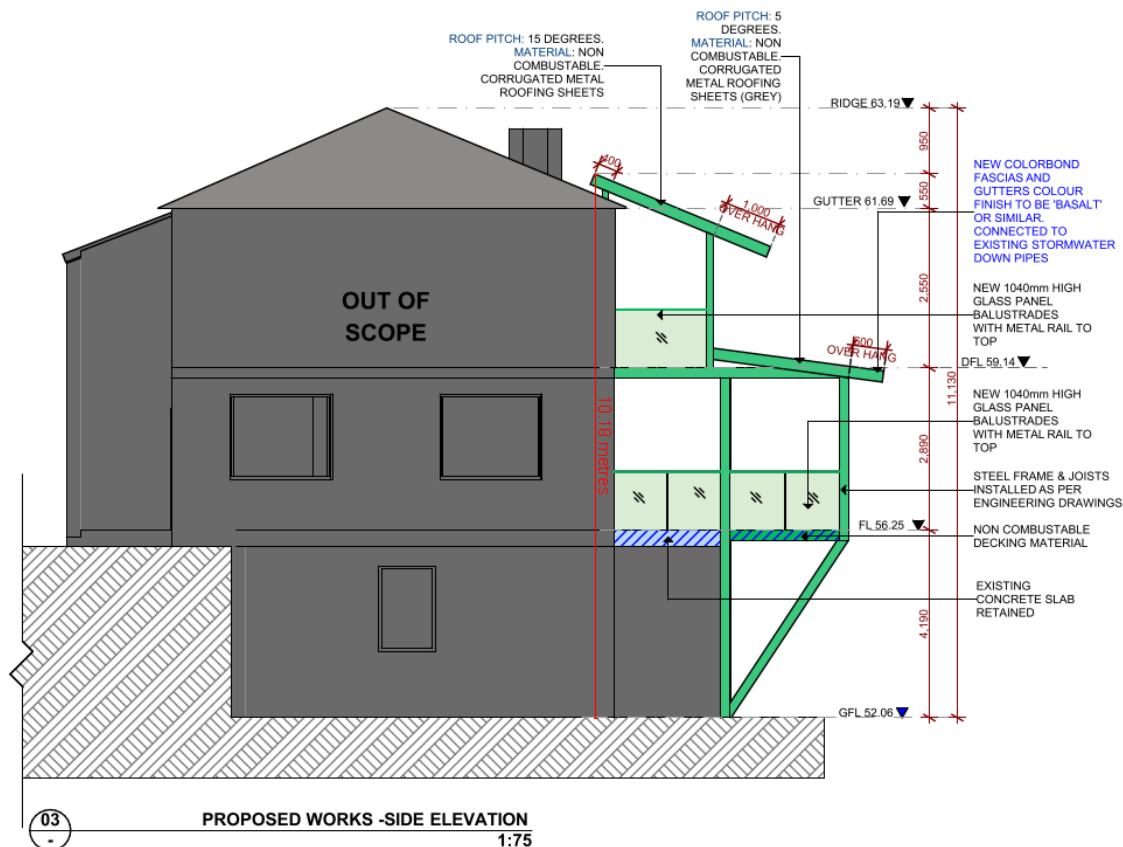 ROOF PITCH: 15 DEGREES.
MATERIAL: NON
COMBUSTABLE.
CORRUGATED METAL
ROOFING SHEETS
ROOF PITCH: 5
DEGREES.
MATERIAL: NON
COMBUSTABLE.
CORRUGATED
METAL ROOFING
SHEETS (GREY)
RIDGE 63.19
950
400
550
GUTTER 61.69
1,000
OVER HANG
NEW COLORBOND
FASCIAS AND
GUTTERS COLOUR
FINISH TO BE 'BASALT'
OR SIMILAR.
CONNECTED TO
EXISTING STORMWATER
DOWN PIPES
2,550
NEW 1040mm HIGH
GLASS PANEL
BALUSTRADES
WITH METAL RAIL TO
TOP
OUT OF
SCOPE
600
OVER HANG
DFL 59.14
11,130
NEW 1040mm HIGH
GLASS PANEL
BALUSTRADES
WITH METAL RAIL TO
TOP
10.18 metres
2,890
STEEL FRAME & JOISTS
INSTALLED AS PER
ENGINEERING DRAWINGS
FL 56.25
NON COMBUSTABLE
DECKING MATERIAL
EXISTING
CONCRETE SLAB
RETAINED
4,190
GFL 52.06
03
-
PROPOSED WORKS -SIDE ELEVATION
1:75